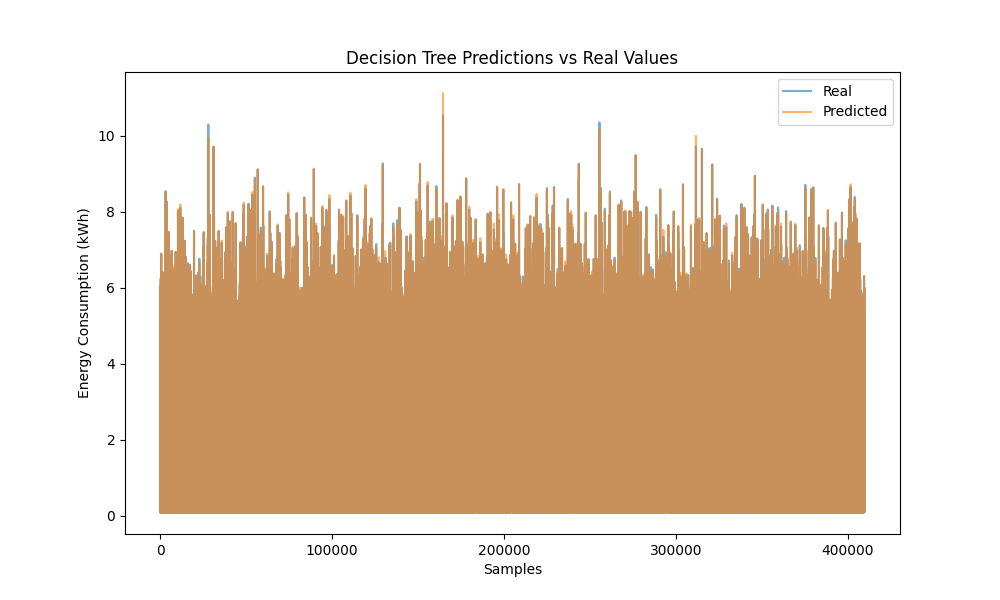 Decision Tree Predictions vs Real Values
Real
Predicted
Energy Consumption (kWh)
10
8
6
4
2
0
0 100000 200000 300000 400000
Samples